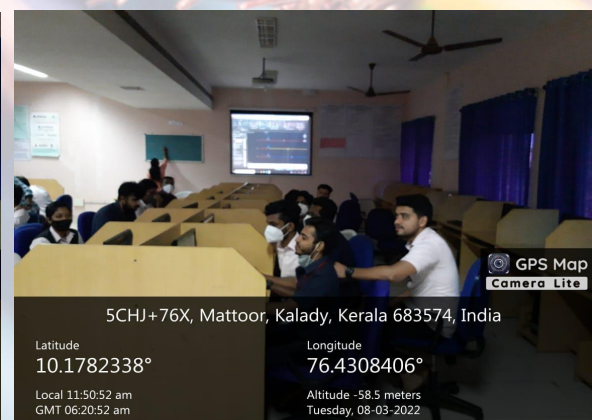 GPS Map
Camera Lite
5CHJ+76X, Mattoor, Kalady, Kerala 683574, India
Latitude
10.1782338°
Longitude
76.4308406°
Local 11:50:52 am
GMT 06:20:52 am
Altitude -58.5 meters
Tuesday, 08-03-2022